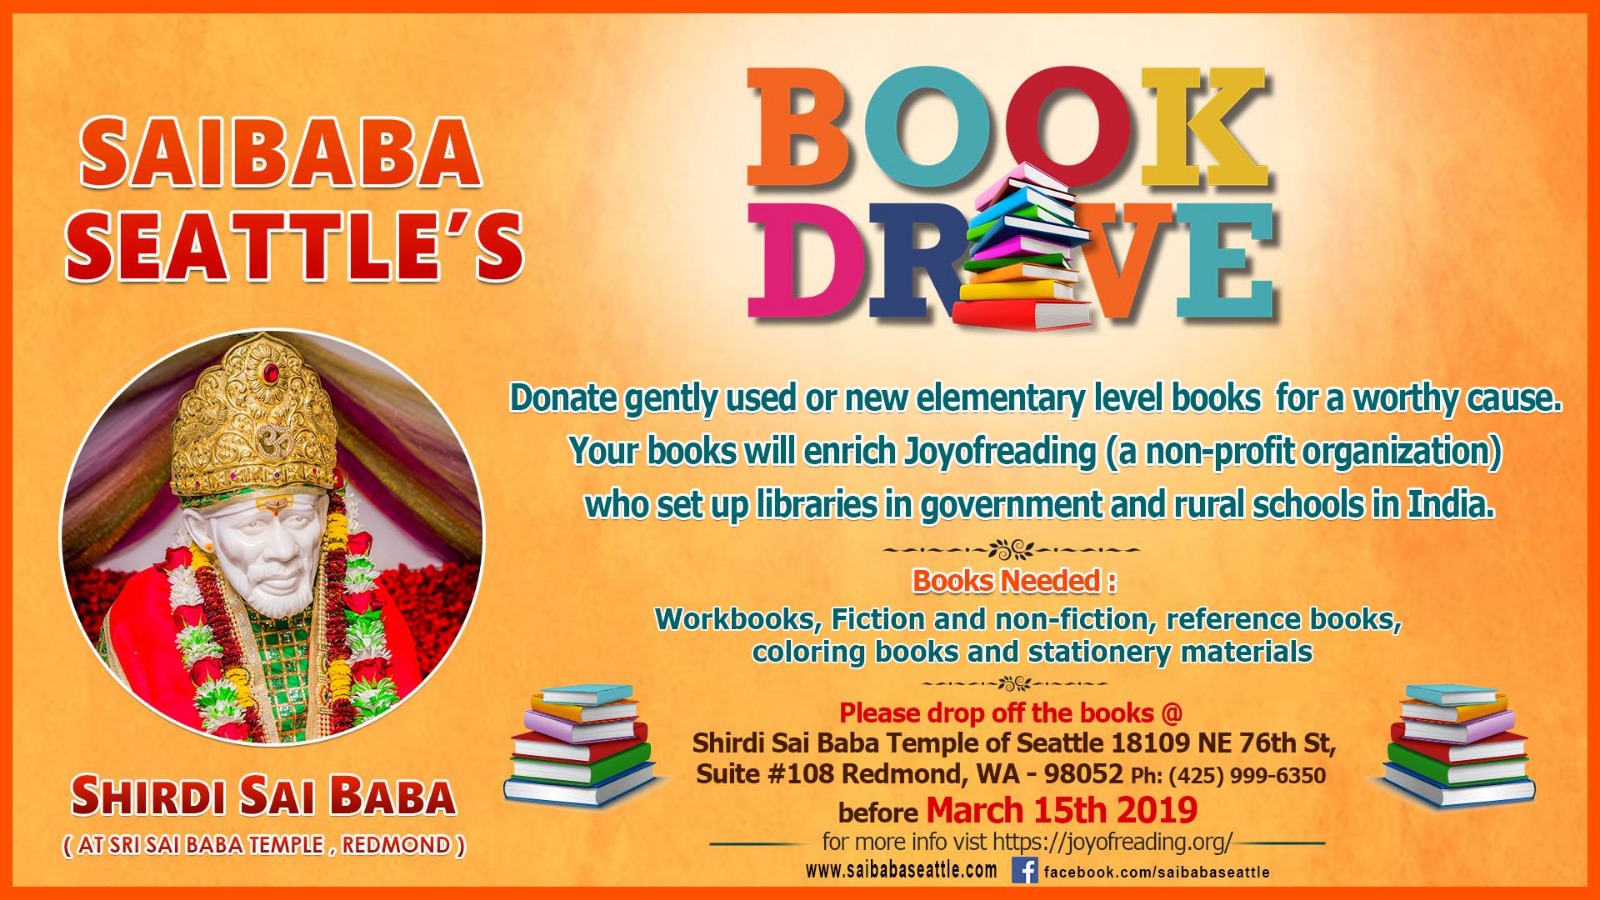 SAIBABA
SEATTLE'S
BOOK
DRIVE
Donate gently used or new elementary level books for a worthy cause.
Your books will enrich Joyofreading (a non-profit organization)
who set up libraries in government and rural schools in India.
Books Needed :
Workbooks, Fiction and non-fiction, reference books,
coloring books and stationery materials
Please drop off the books @
Shirdi Sai Baba Temple of Seattle 18109 NE 76th St,
Suite #108 Redmond, WA - 98052 Ph: (425) 999-6350
before March 15th 2019
for more info vist https://joyofreading.org/
www.saibabaseattle.com facebook.com/saibabaseattle
SHIRDI SAI BABA
( AT SRI SAI BABA TEMPLE , REDMOND )